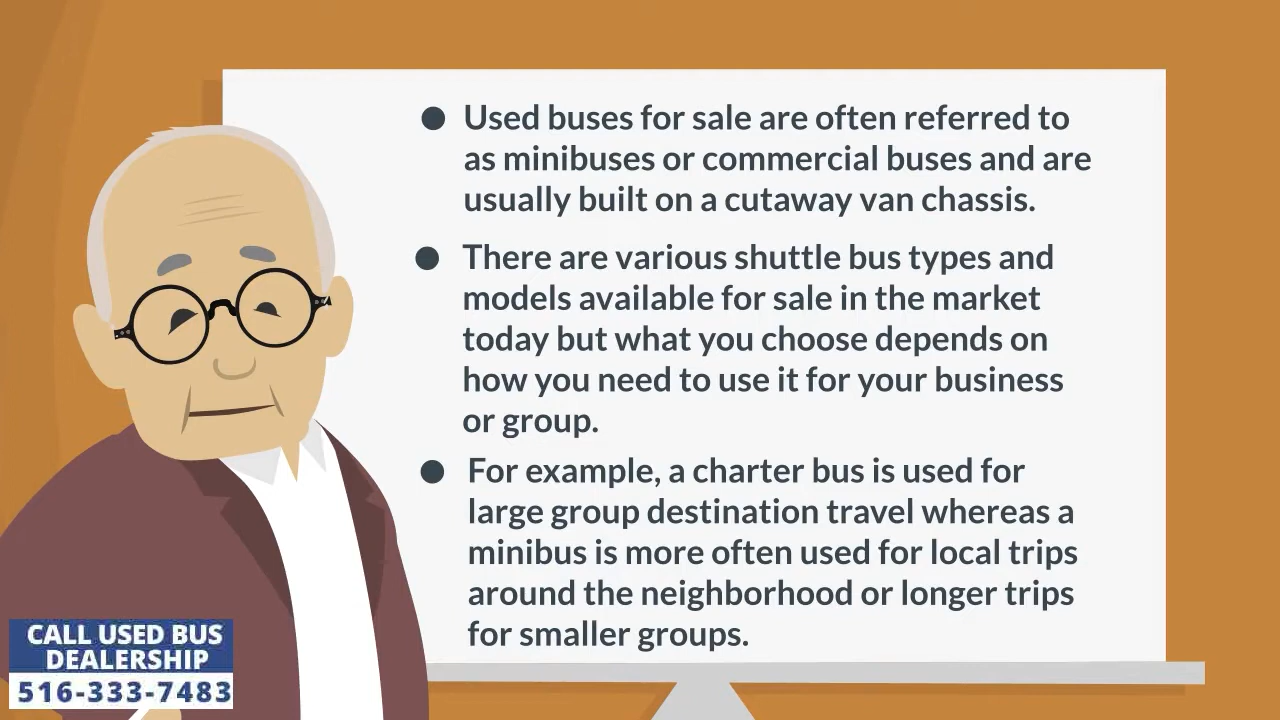 ● Used buses for sale are often referred to
as minibuses or commercial buses and are
usually built on a cutaway van chassis.
● There are various shuttle bus types and
models available for sale in the market
today but what you choose depends on
how you need to use it for your business
or group.
● For example, a charter bus is used for
large group destination travel whereas a
minibus is more often used for local trips
around the neighborhood or longer trips
for smaller groups.
CALL USED BUS
DEALERSHIP
516-333-7483